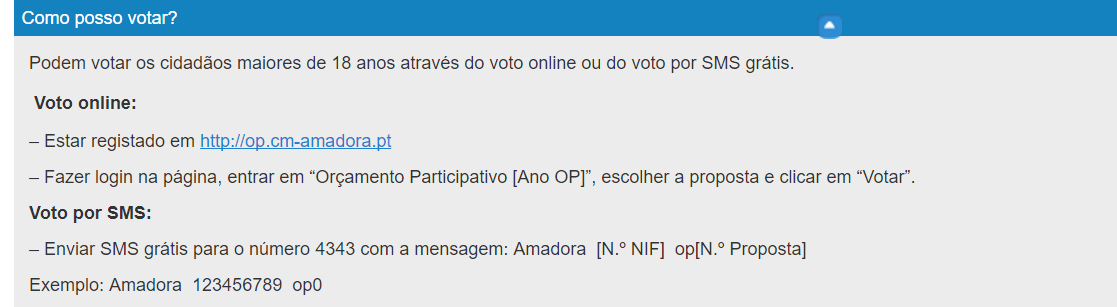 Como posso votar?
Podem votar os cidadãos maiores de 18 anos através do voto online ou do voto por SMS grátis.
Voto online:
– Estar registado em http://op.cm-amadora.pt
– Fazer login na página, entrar em “Orçamento Participativo [Ano OP]”, escolher a proposta e clicar em “Votar”.
Voto por SMS:
– Enviar SMS grátis para o número 4343 com a mensagem: Amadora  [N.º NIF]  op[N.º Proposta]
Exemplo: Amadora  123456789  op0